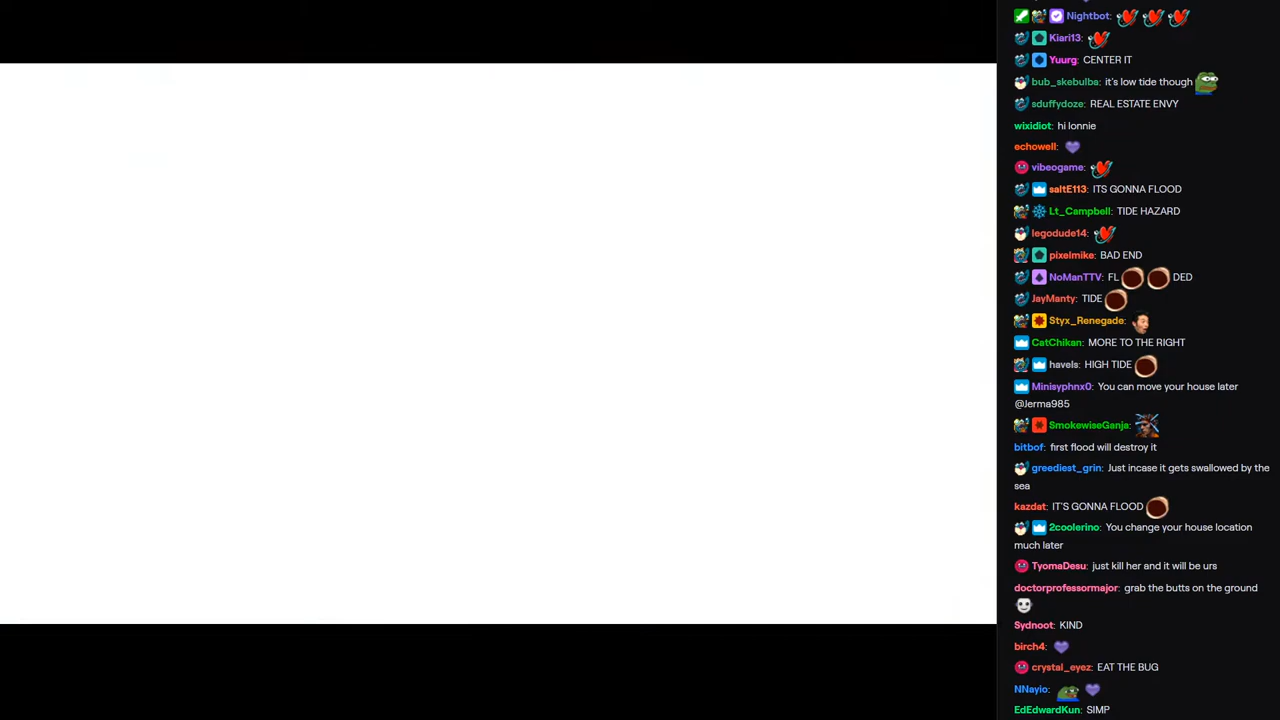 Nightbot:
Kiari13:
Yuurg: CENTER IT
bub_skebulba: it's low tide though
sduffydoze: REAL ESTATE ENVY
wixidiot: hi lonnie
echowell:
vibeogame:
saltE113: ITS GONNA FLOOD
Lt_Campbell: TIDE HAZARD
legodude14:
pixelmike: BAD END
NoManTTV: FL DED
JayManty: TIDE
Styx_Renegade:
CatChikan: MORE TO THE RIGHT
havels: HIGH TIDE
Minisyphnx0: You can move your house later
@Jerma985
SmokewiseGanja:
bitbof: first flood will destroy it
greediest_grin: Just incase it gets swallowed by the
sea
kazdat: IT'S GONNA FLOOD
2coolerino: You change your house location
much later
TyomaDesu: just kill her and it will be urs
doctorprofessormajor: grab the butts on the ground
Sydnoot: KIND
birch4:
crystal_eyez: EAT THE BUG
NNayio:
EdEdwardKun: SIMP